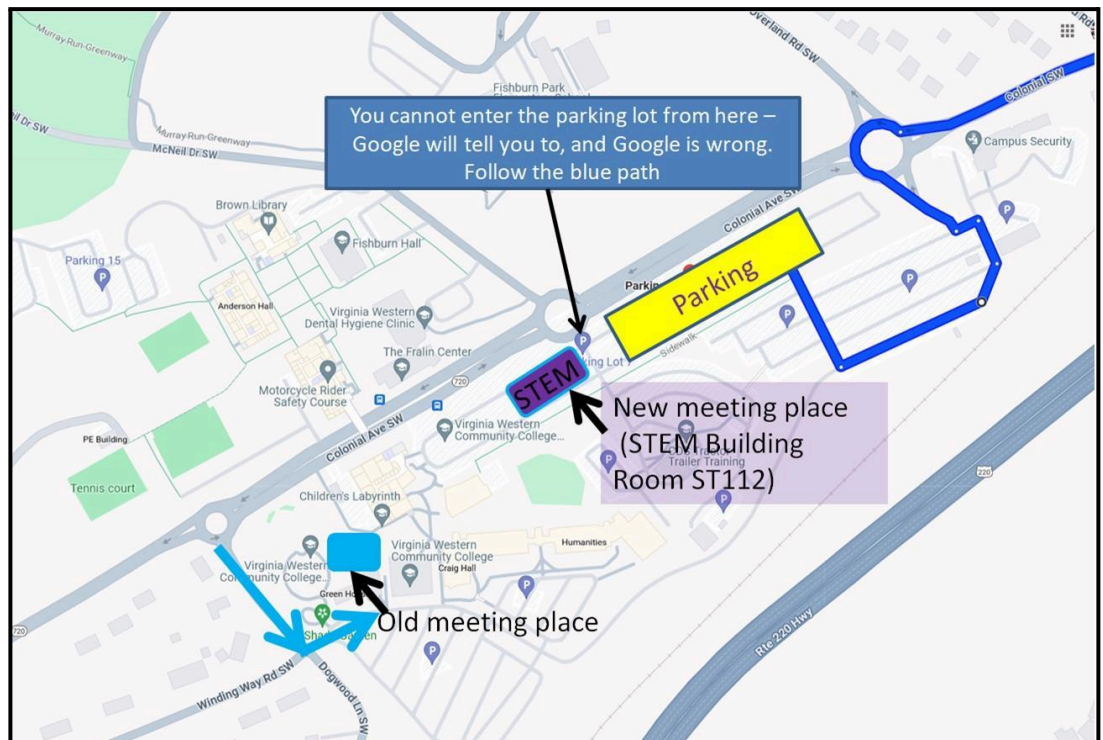 Murray-Run-Greenway
Overland Rd SW
Colonial SW
Fishburn Park
You cannot enter the parking lot from here –
Google will tell you to, and Google is wrong.
Follow the blue path
Murray-Run-Greenway
McNeil Dr SW
Campus Security
Brown Library
Colonial Ave SW
Fishburn Hall
Parking 15
P
Parking
Anderson Hall
Virginia Western
Dental Hygiene Clinic
The Fralin Center
Sidewalk
STEM
720
Motorcycle Rider
Safety Course
New meeting place
(STEM Building
Room ST112)
Virginia Western
Community College...
Trailer Training
PE Building
Colonial Ave SW
Tennis court
220
Children's Labyrinth
Virginia Western
Community College
Craig Hall
Humanities
Virginia Western
Community College...
Old meeting place
720
Rte 220 Hwy
Winding Way Rd SW
Dogwood Ln SW